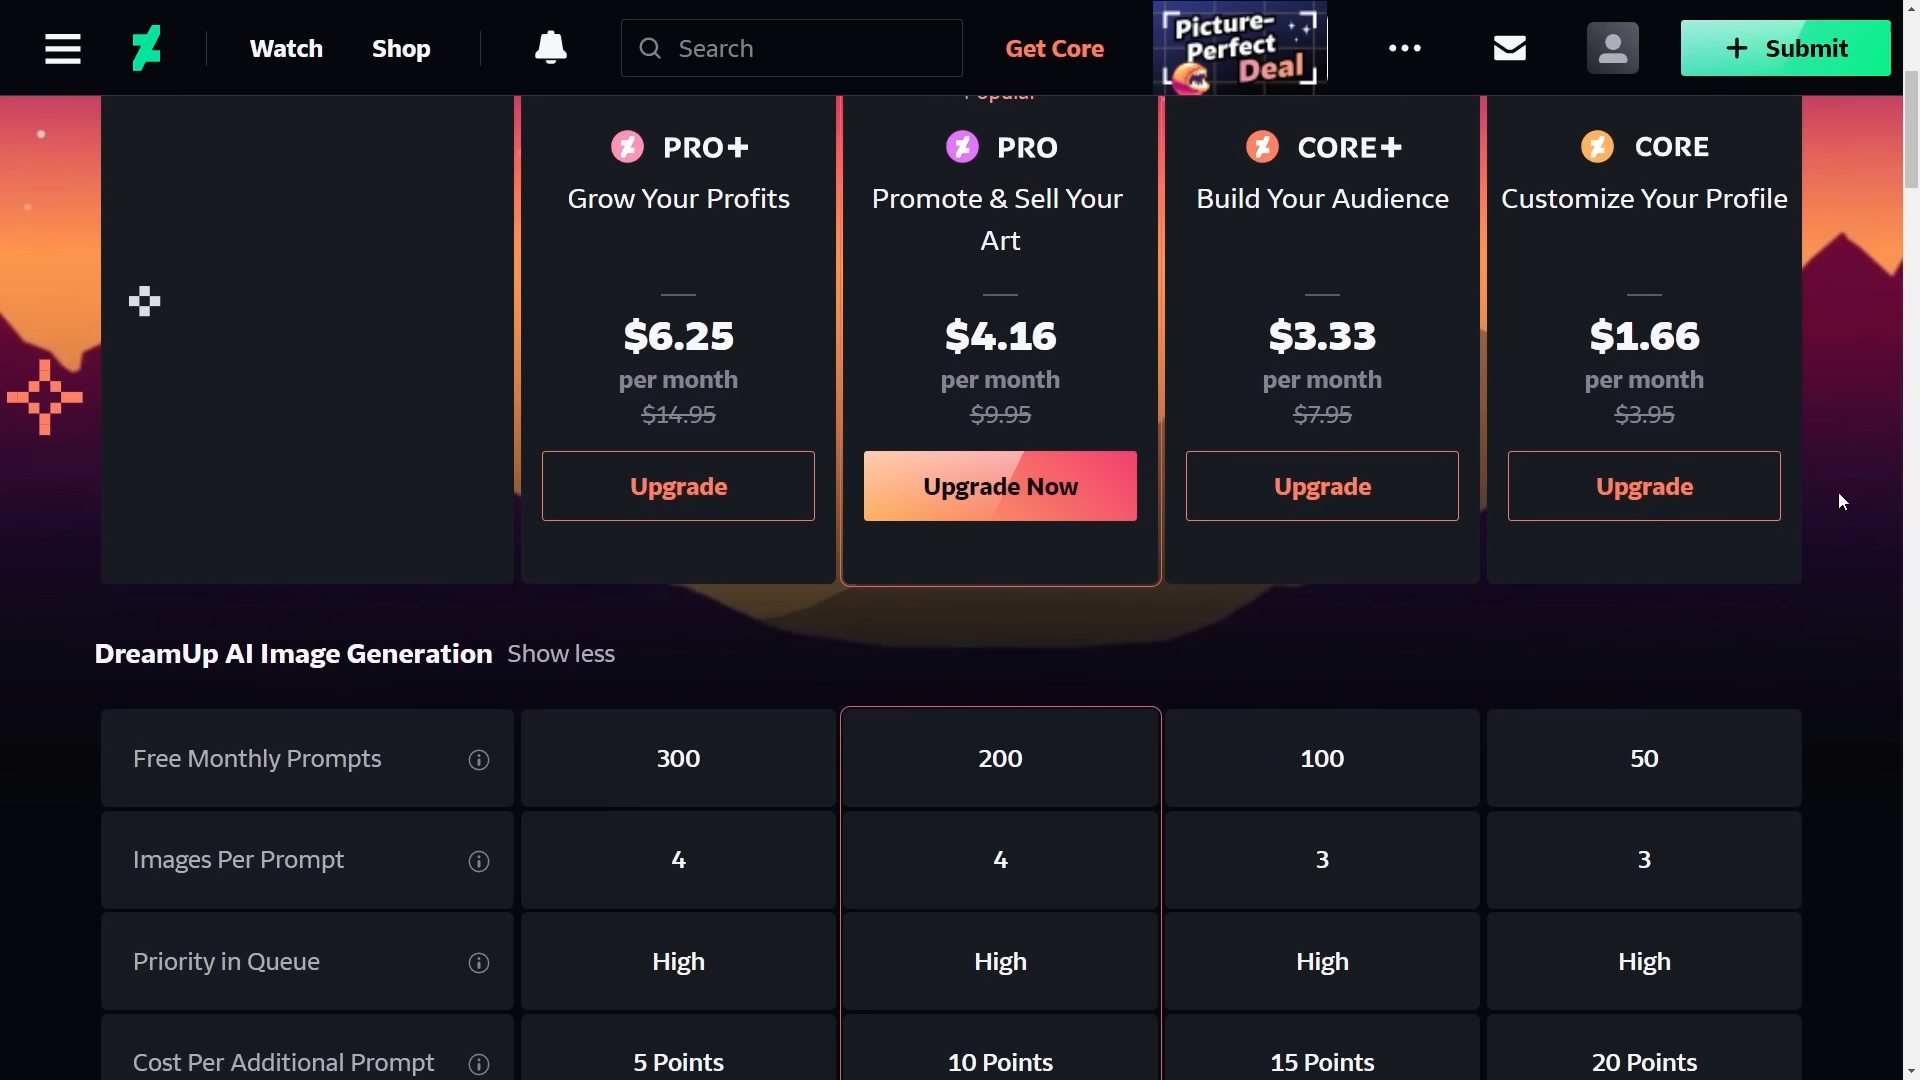 Watch
Shop
Search
Get Core
Picture-
Perfect
Deal
Submit
Popular
PRO+
PRO
CORE+
CORE
Grow Your Profits
Promote & Sell Your
Art
Build Your Audience
Customize Your Profile
$6.25
$4.16
$3.33
$1.66
per month
per month
per month
per month
$14.95
$9.95
$7.95
$3.95
Upgrade
Upgrade Now
Upgrade
Upgrade
DreamUp AI Image Generation Show less
Free Monthly Prompts
300
200
100
50
Images Per Prompt
4
4
3
3
Priority in Queue
High
High
High
High
Cost Per Additional Prompt
5 Points
10 Points
15 Points
20 Points